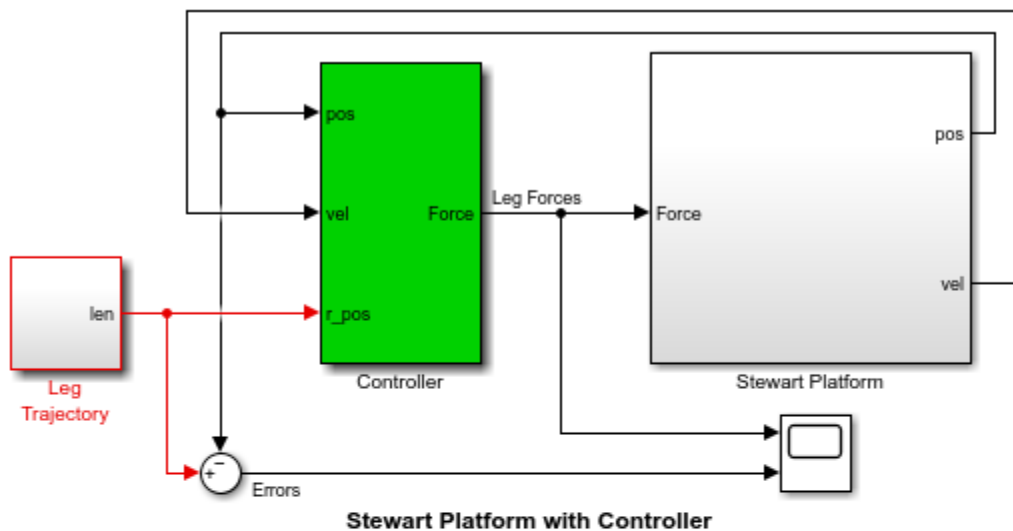 pos
pos
vel
Force
Leg Forces
Force
len
r_pos
vel
Leg
Trajectory
Controller
Stewart Platform
−
+
Errors
Stewart Platform with Controller